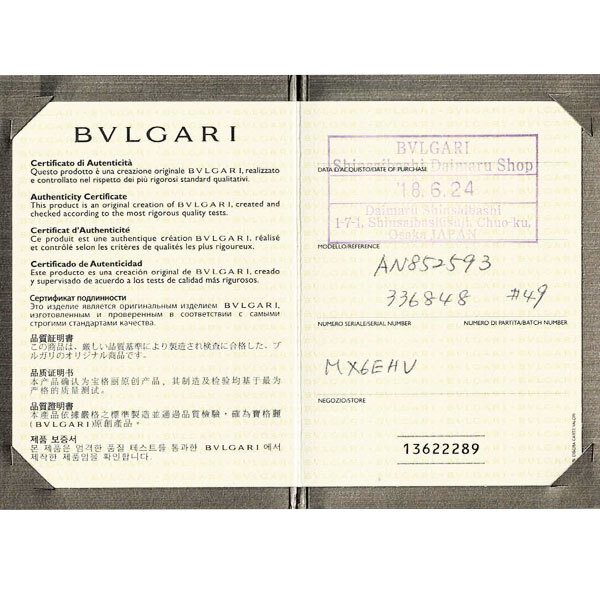 BVLGARI
Certificato di Autenticità
Questo prodotto è una creazione originale BVLGARI, realizzato
e controllato nel rispetto dei più rigorosi standard qualitativi.
Authenticity Certificate
This product is an original creation of BVLGARI, created and
checked according to the most rigorous quality tests.
Certificat d'Authenticité
Ce produit est une authentique création BVLGARI, réalisé
et contrôlé selon les critères de qualités les plus rigoureux.
Certificado de Autenticidad
Este producto es una creación original de BVLGARI, creado
y supervisado de acuerdo a los tests de calidad más rigurosos.
Сертификат подлинности
Это изделие является оригинальным изделием BVLGARI,
изготовленным и проверенным в соответствии с самыми
строгими стандартами качества.
品質証明書
この商品は、厳しい品質基準により製造され検査に合格した、ブ
ルガリのオリジナル商品です。
品质证明书
本产品确认为宝格丽原创产品，其制造及检验均基于最为
严格的质量测试。
品質證明書
本產品依據嚴格之標準製造並通過品質檢驗，確為寶格麗
(BVLGARI)原創產品。
제품 보증서
본 제품은 엄격한 품질 테스트를 통과한 BVLGARI 에서
제작한 제품임을 확인합니다.
BVLGARI
Shinsaibashi Daimaru Shop
DATA D'ACQUISTO/DATE OF PURCHASE
'18.6.24
Daimaru Shinsaibashi
1-7-1, Shinsaibashisuji, Chuo-ku,
Osaka JAPAN
MODELLO/REFERENCE
AN852593
336848 #49
NUMERO SERIALE/SERIAL NUMBER NUMERO DI PARTITA/BATCH NUMBER
MX6EHV
NEGOZIO/STORE
13622289